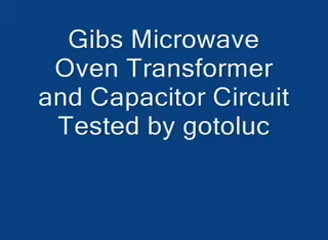 Gibs Microwave
Oven Transformer
and Capacitor Circuit
Tested by gotoluc